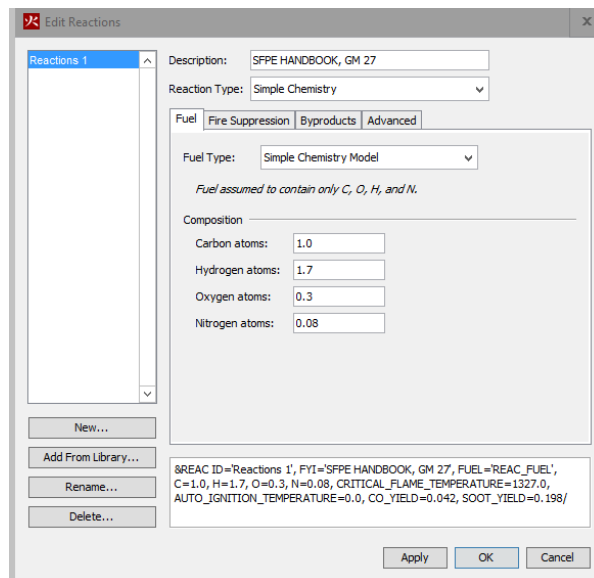 Edit Reactions
x
Reactions 1
Description: SFPE HANDBOOK, GM 27
Reaction Type: Simple Chemistry
Fuel Fire Suppression Byproducts Advanced
Fuel Type: Simple Chemistry Model
Fuel assumed to contain only C, O, H, and N.
Composition
Carbon atoms: 1.0
Hydrogen atoms: 1.7
Oxygen atoms: 0.3
Nitrogen atoms: 0.08
New...
Add From Library...
Rename...
Delete...
&REAC ID='Reactions 1', FYI='SFPE HANDBOOK, GM 27', FUEL='REAC_FUEL',
C=1.0, H=1.7, O=0.3, N=0.08, CRITICAL_FLAME_TEMPERATURE=1327.0,
AUTO_IGNITION_TEMPERATURE=0.0, CO_YIELD=0.042, SOOT_YIELD=0.198/
Apply OK Cancel